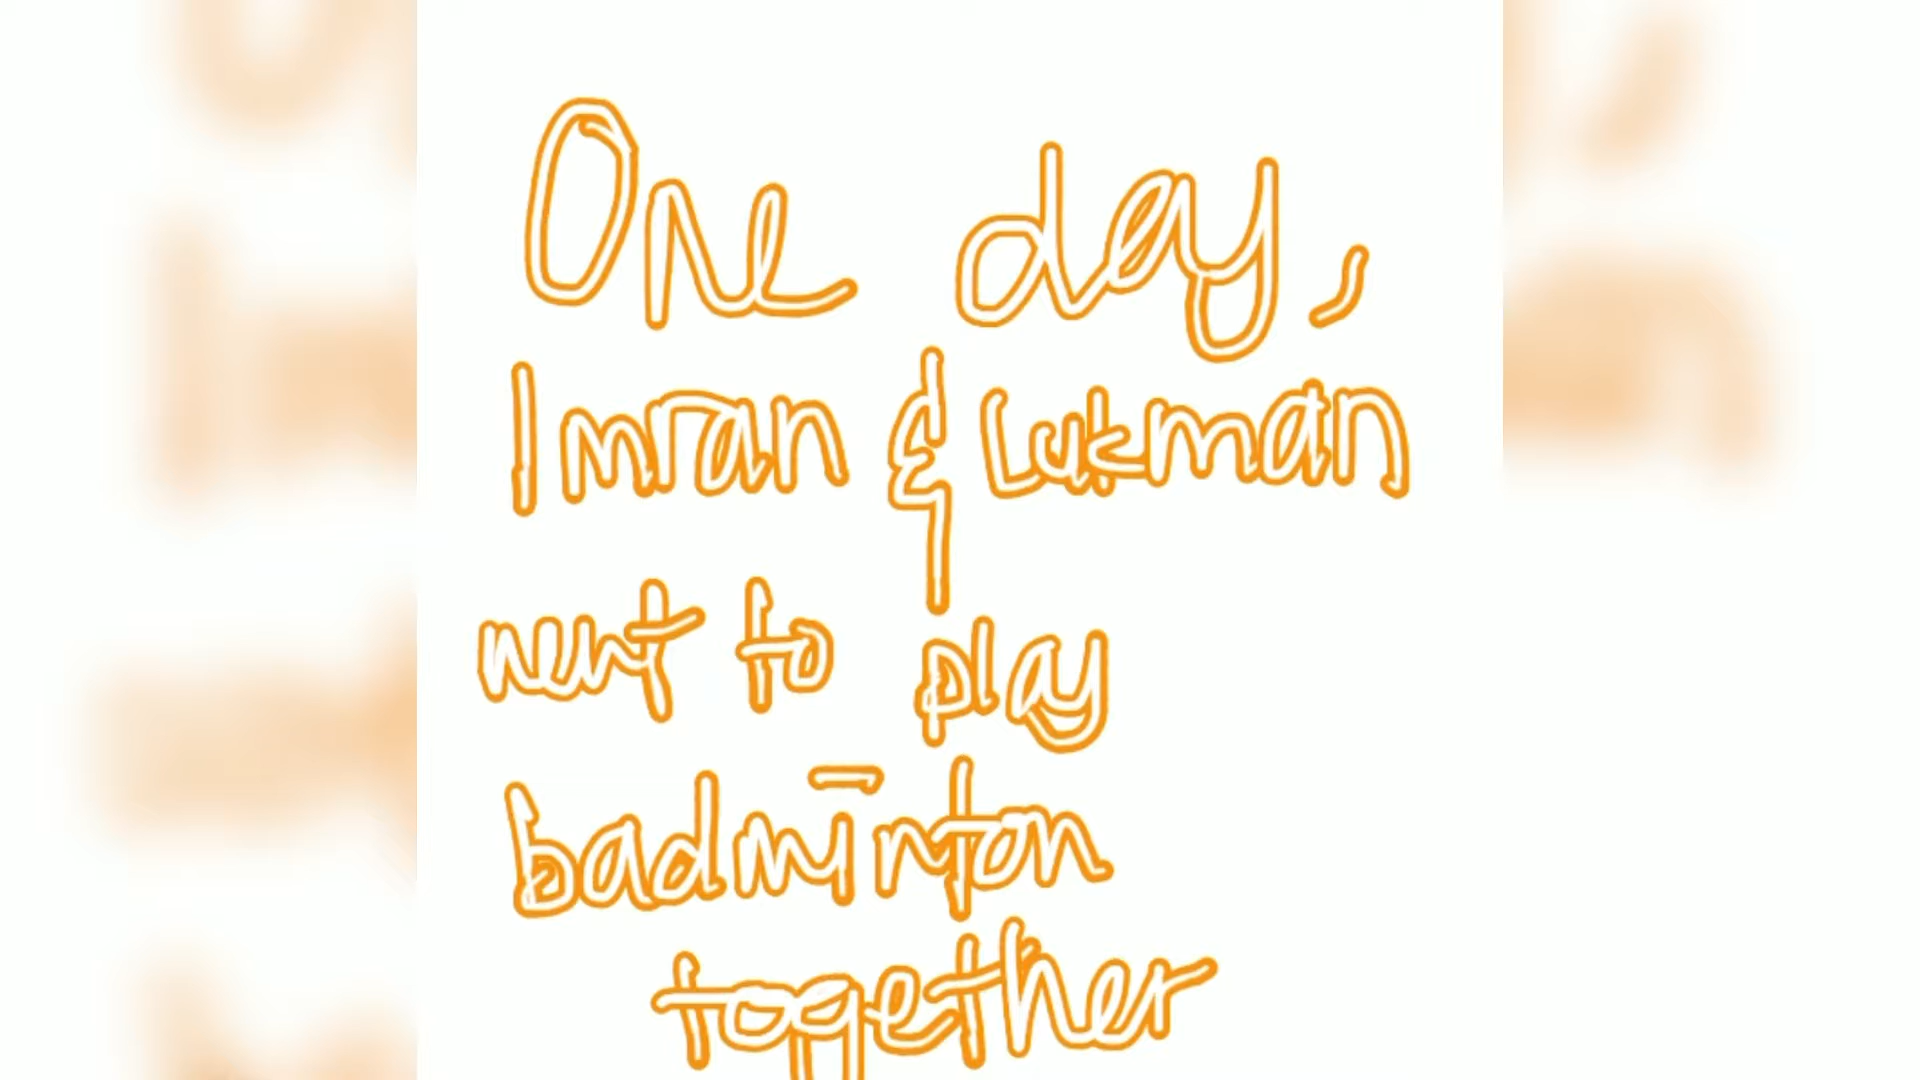 One day,
Imran & Lukman
went to play
badminton
together